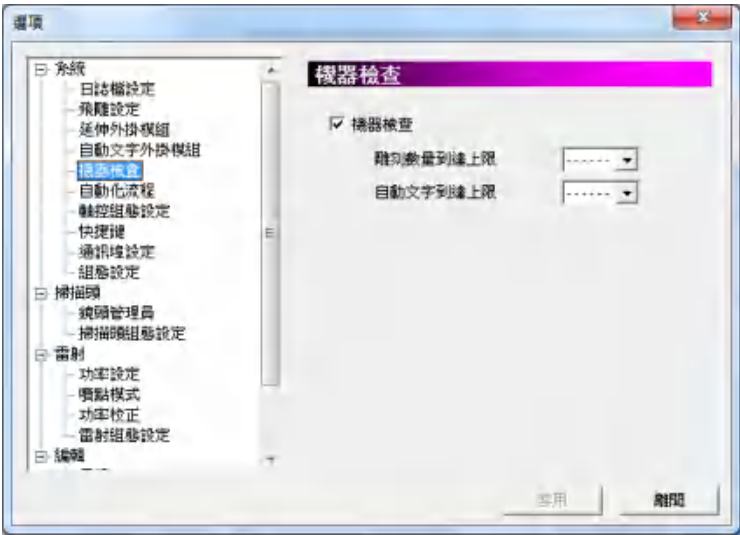 選項
系統
日誌檔設定
飛雕設定
延伸外掛模組
自動文字外掛模組
機器檢查
自動化流程
軸控組態設定
快捷鍵
通訊埠設定
組態設定
掃描頭
鏡頭管理員
掃描頭組態設定
雷射
功率設定
噴點模式
功率校正
雷射組態設定
編輯
機器檢查
機器檢查
雕刻數量到達上限
------
自動文字到達上限
------
套用
離開